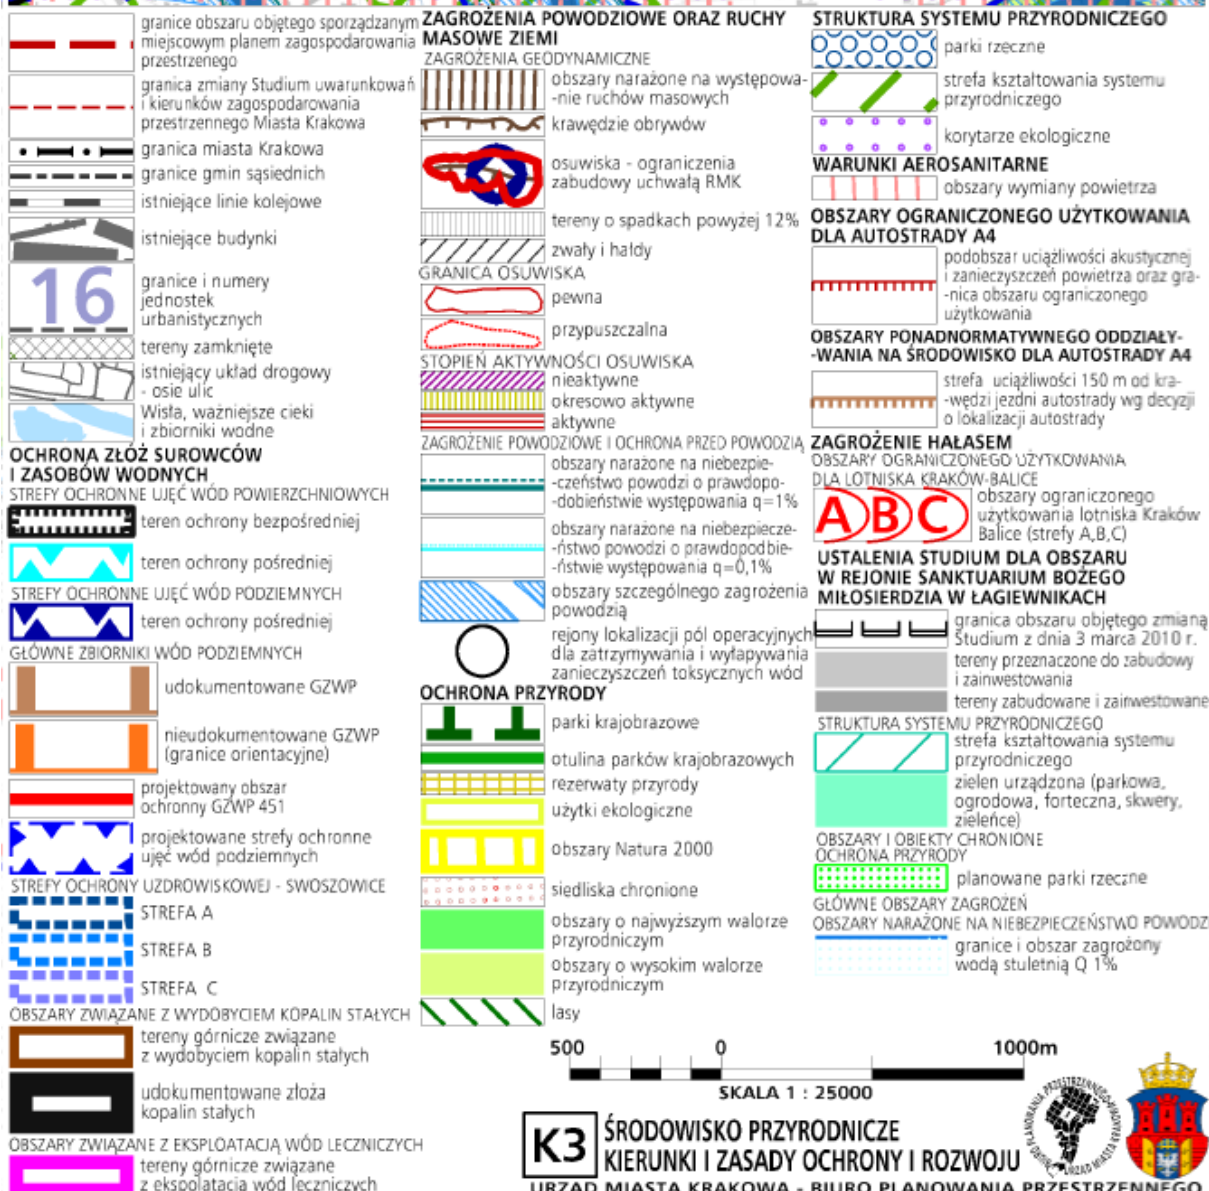 granice obszaru objętego sporządzanym
miejscowym planem zagospodarowania
przestrzenego
granica zmiany Studium uwarunkowań
i kierunków zagospodarowania
przestrzennego Miasta Krakowa
granica miasta Krakowa
granice gmin sąsiednich
istniejące linie kolejowe
istniejące budynki
16
granice i numery
jednostek
urbanistycznych
tereny zamknięte
istniejący układ drogowy
- osie ulic
Wisła, ważniejsze cieki
i zbiorniki wodne
OCHRONA ZŁÓŻ SUROWCÓW
I ZASOBÓW WODNYCH
STREFY OCHRONNE UJĘĆ WÓD POWIERZCHNIOWYCH
teren ochrony bezpośredniej
teren ochrony pośredniej
STREFY OCHRONNE UJĘĆ WÓD PODZIEMNYCH
teren ochrony pośredniej
GŁÓWNE ZBIORNIKI WÓD PODZIEMNYCH
udokumentowane GZWP
nieudokumentowane GZWP
(granice orientacyjne)
projektowany obszar
ochronny GZWP 451
projektowane strefy ochronne
ujęć wód podziemnych
STREFY OCHRONY UZDROWISKOWEJ - SWOSZOWICE
STREFA A
STREFA B
STREFA C
OBSZARY ZWIĄZANE Z WYDOBYCIEM KOPALIN STAŁYCH
tereny górnicze związane
z wydobyciem kopalin stałych
udokumentowane złoża
kopalin stałych
OBSZARY ZWIĄZANE Z EKSPLOATACJĄ WÓD LECZNICZYCH
tereny górnicze związane
z ekspolatacją wód leczniczych
ZAGROŻENIA POWODZIOWE ORAZ RUCHY
MASOWE ZIEMI
ZAGROŻENIA GEODYNAMICZNE
obszary narażone na występowa-
-nie ruchów masowych
krawędzie obrywów
osuwiska - ograniczenia
zabudowy uchwałą RMK
tereny o spadkach powyżej 12%
zwały i hałdy
GRANICA OSUWISKA
pewna
przypuszczalna
STOPIEŃ AKTYWNOŚCI OSUWISKA
nieaktywne
okresowo aktywne
aktywne
ZAGROŻENIE POWODZIOWE I OCHRONA PRZED POWODZIĄ
obszary narażone na niebezpie-
-czeństwo powodzi o prawdopo-
-dobieństwie występowania q=1%
obszary narażone na niebezpiecze-
-ństwo powodzi o prawdopodbie-
-ństwie występowania q=0,1%
obszary szczególnego zagrożenia
powodzią
rejony lokalizacji pól operacyjnych
dla zatrzymywania i wyłapywania
zanieczyszczeń toksycznych wód
OCHRONA PRZYRODY
parki krajobrazowe
otulina parków krajobrazowych
rezerwaty przyrody
użytki ekologiczne
obszary Natura 2000
siedliska chronione
obszary o najwyższym walorze
przyrodniczym
obszary o wysokim walorze
przyrodniczym
lasy
STRUKTURA SYSTEMU PRZYRODNICZEGO
parki rzeczne
strefa kształtowania systemu
przyrodniczego
korytarze ekologiczne
WARUNKI AEROSANITARNE
obszary wymiany powietrza
OBSZARY OGRANICZONEGO UŻYTKOWANIA
DLA AUTOSTRADY A4
podobszar uciążliwości akustycznej
i zanieczyszczeń powietrza oraz gra-
-nica obszaru ograniczonego
użytkowania
OBSZARY PONADNORMATYWNEGO ODDZIAŁY-
-WANIA NA ŚRODOWISKO DLA AUTOSTRADY A4
strefa uciążliwości 150 m od kra-
-wędzi jezdni autostrady wg decyzji
o lokalizacji autostrady
ZAGROŻENIE HAŁASEM
OBSZARY OGRANICZONEGO UŻYTKOWANIA
DLA LOTNISKA KRAKÓW-BALICE
A B C
obszary ograniczonego
użytkowania lotniska Kraków
Balice (strefy A,B,C)
USTALENIA STUDIUM DLA OBSZARU
W REJONIE SANKTUARIUM BOŻEGO
MIŁOSIERDZIA W ŁAGIEWNIKACH
granica obszaru objętego zmianą
Studium z dnia 3 marca 2010 r.
tereny przeznaczone do zabudowy
i zainwestowania
tereny zabudowane i zainwestowane
STRUKTURA SYSTEMU PRZYRODNICZEGO
strefa kształtowania systemu
przyrodniczego
zielen urządzona (parkowa,
ogrodowa, forteczna, skwery,
zieleńce)
OBSZARY I OBIEKTY CHRONIONE
OCHRONA PRZYRODY
planowane parki rzeczne
GŁÓWNE OBSZARY ZAGROŻEŃ
OBSZARY NARAŻONE NA NIEBEZPIECZEŃSTWO POWODZ
granice i obszar zagrożony
wodą stuletnią Q 1%
500 0 1000m
SKALA 1 : 25000
K3
ŚRODOWISKO PRZYRODNICZE
KIERUNKI I ZASADY OCHRONY I ROZWOJU
URZĄD MIASTA KRAKOWA - BIURO PLANOWANIA PRZESTRZENNEGO